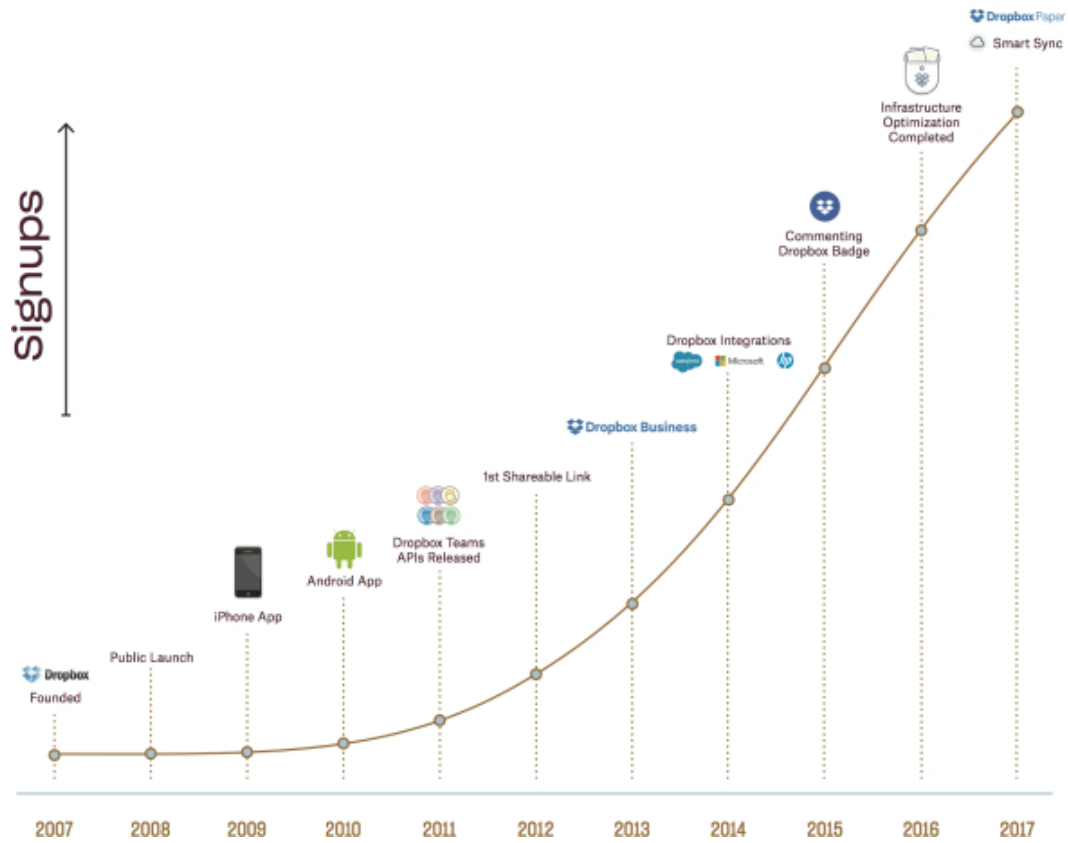 Dropbox Paper
Smart Sync
Infrastructure
Optimization
Completed
Signups
Commenting
Dropbox Badge
Dropbox Integrations
salesforce Microsoft hp
Dropbox Business
1st Shareable Link
Dropbox Teams
APIs Released
Android App
iPhone App
Public Launch
Dropbox
Founded
2007 2008 2009 2010 2011 2012 2013 2014 2015 2016 2017